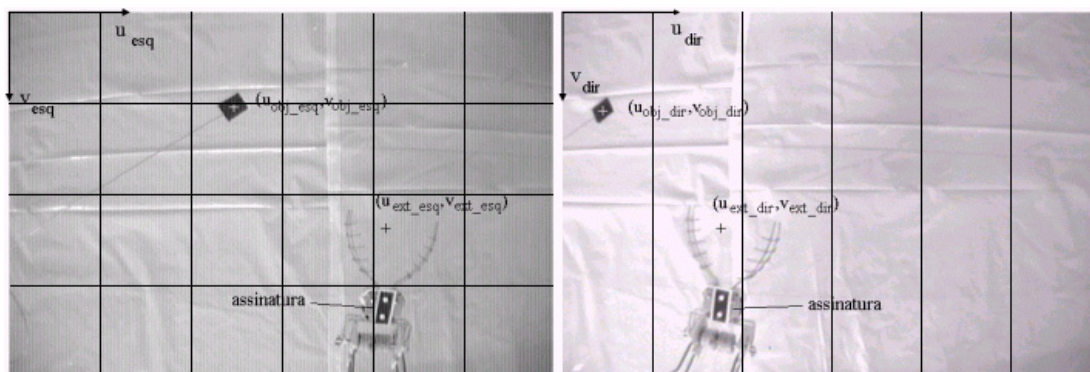 u esq
v esq
(u obj_esq, v obj_esq)
(u ext_esq, v ext_esq)
assinatura
u dir
v dir
(u obj_dir, v obj_dir)
(u ext_dir, v ext_dir)
assinatura